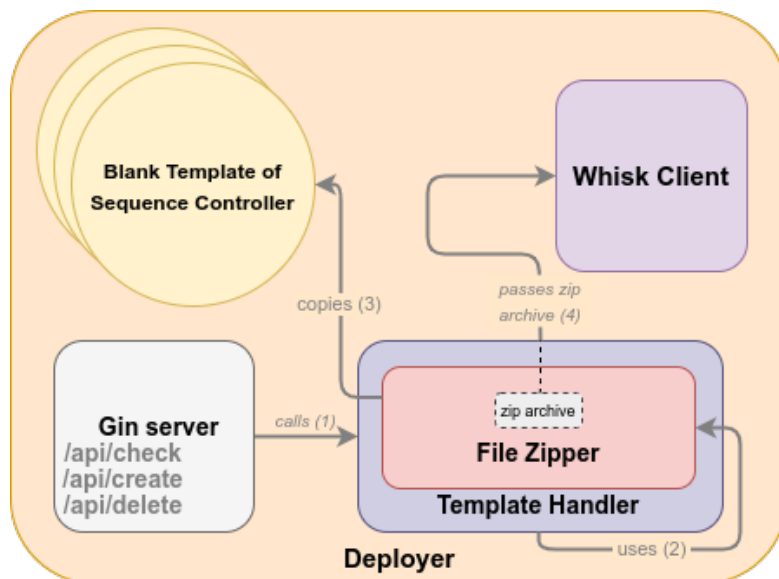 Blank Template of
Sequence Controller
Whisk Client
copies (3)
passes zip
archive (4)
Gin server
/api/check
/api/create
/api/delete
calls (1)
zip archive
File Zipper
Template Handler
uses (2)
Deployer